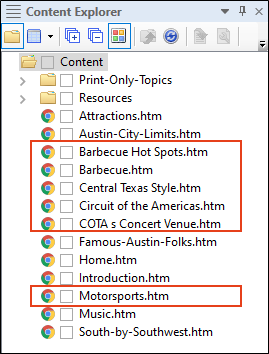 Content Explorer
Content
Print-Only-Topics
Resources
Attractions.htm
Austin-City-Limits.htm
Barbecue Hot Spots.htm
Barbecue.htm
Central Texas Style.htm
Circuit of the Americas.htm
COTA s Concert Venue.htm
Famous-Austin-Folks.htm
Home.htm
Introduction.htm
Motorsports.htm
Music.htm
South-by-Southwest.htm